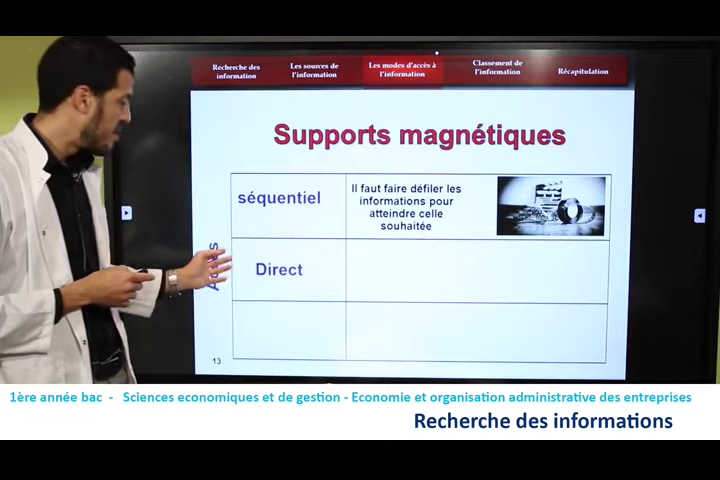 Recherche des
information
Les sources de
l'information
Les modes d'accès à
l'information
Classement de
l'information
Récapitulation
Supports magnétiques
séquentiel
Il faut faire défiler les
informations pour
atteindre celle
souhaitée
Direct
13
1ère année bac - Sciences economiques et de gestion - Economie et organisation administrative des entreprises
Recherche des informations